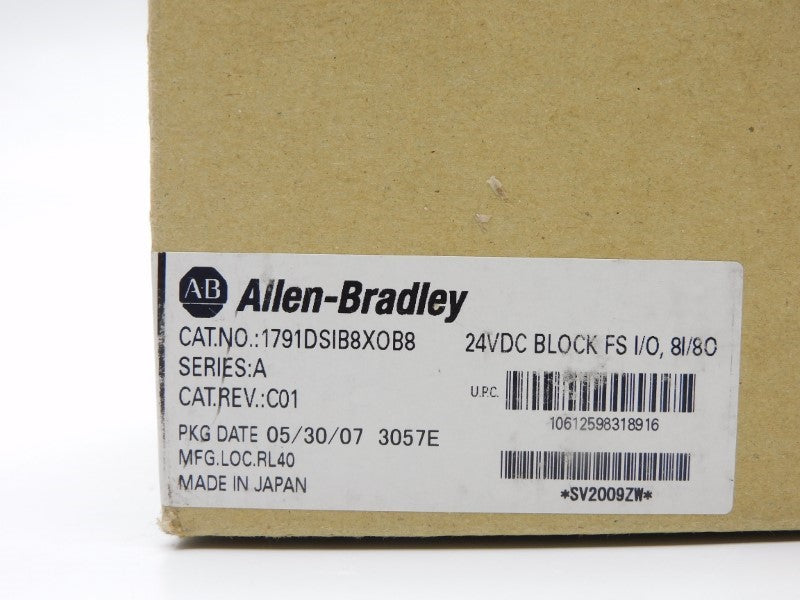 AB Allen-Bradley
CAT.NO.:1791DSIB8XOB8 24VDC BLOCK FS I/O, 8I/8O
SERIES:A
CAT.REV.:C01
U.P.C.
10612598318916
PKG DATE 05/30/07 3057E
MFG.LOC.RL40
MADE IN JAPAN
*SV2009ZW*